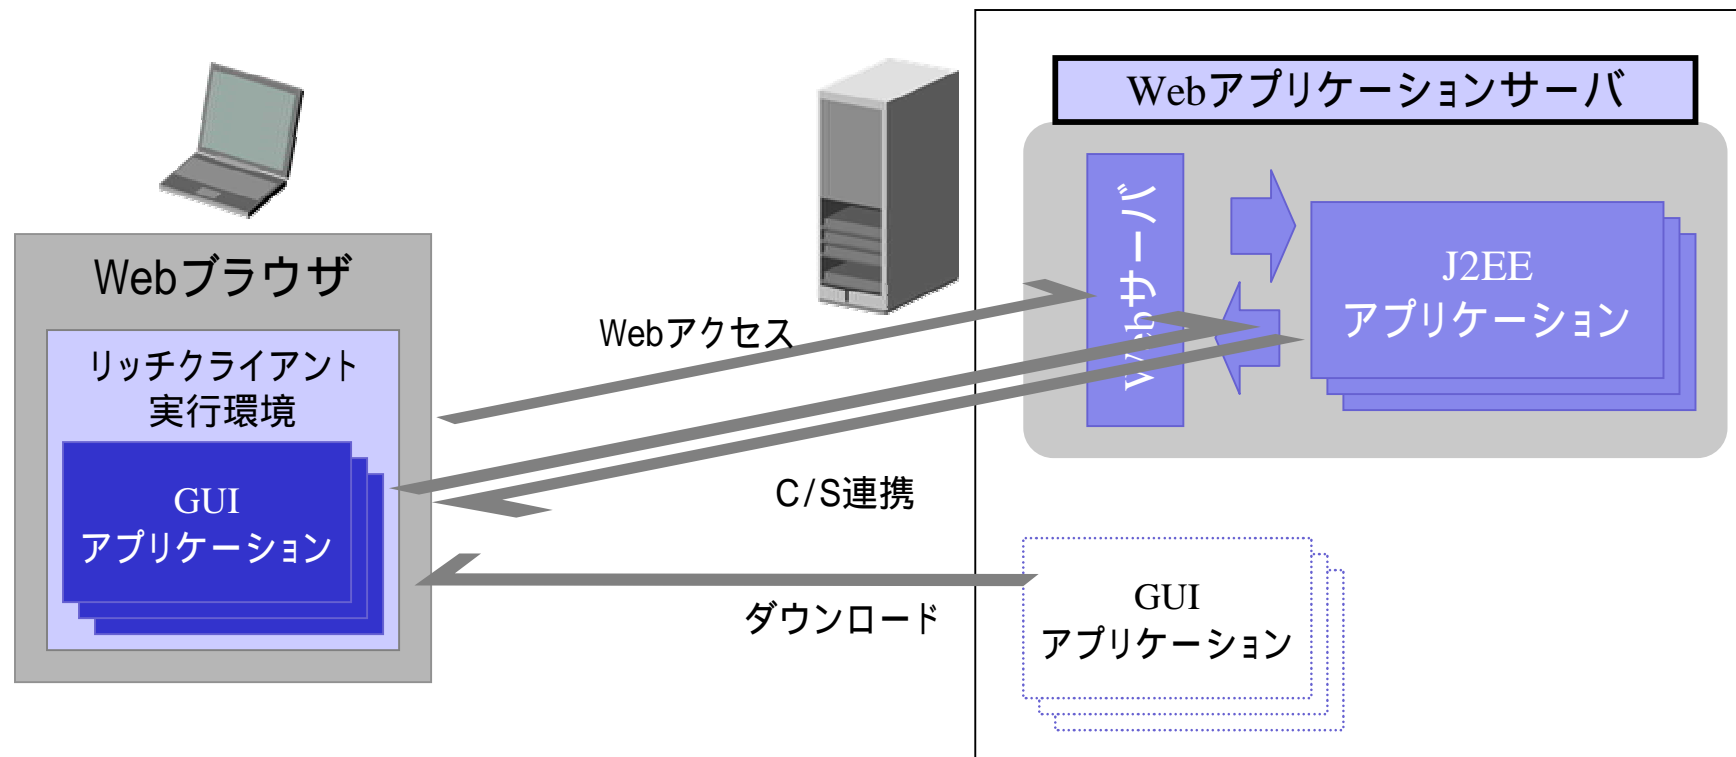 Webアプリケーションサーバ
Webサーバ
J2EE
アプリケーション
Webブラウザ
リッチクライアント
実行環境
GUI
アプリケーション
Webアクセス
C/S連携
ダウンロード
GUI
アプリケーション